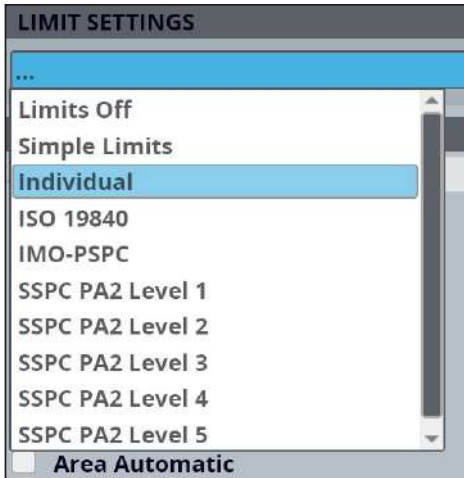 LIMIT SETTINGS
...
Limits Off
Simple Limits
Individual
ISO 19840
IMO-PSPC
SSPC PA2 Level 1
SSPC PA2 Level 2
SSPC PA2 Level 3
SSPC PA2 Level 4
SSPC PA2 Level 5
Area Automatic